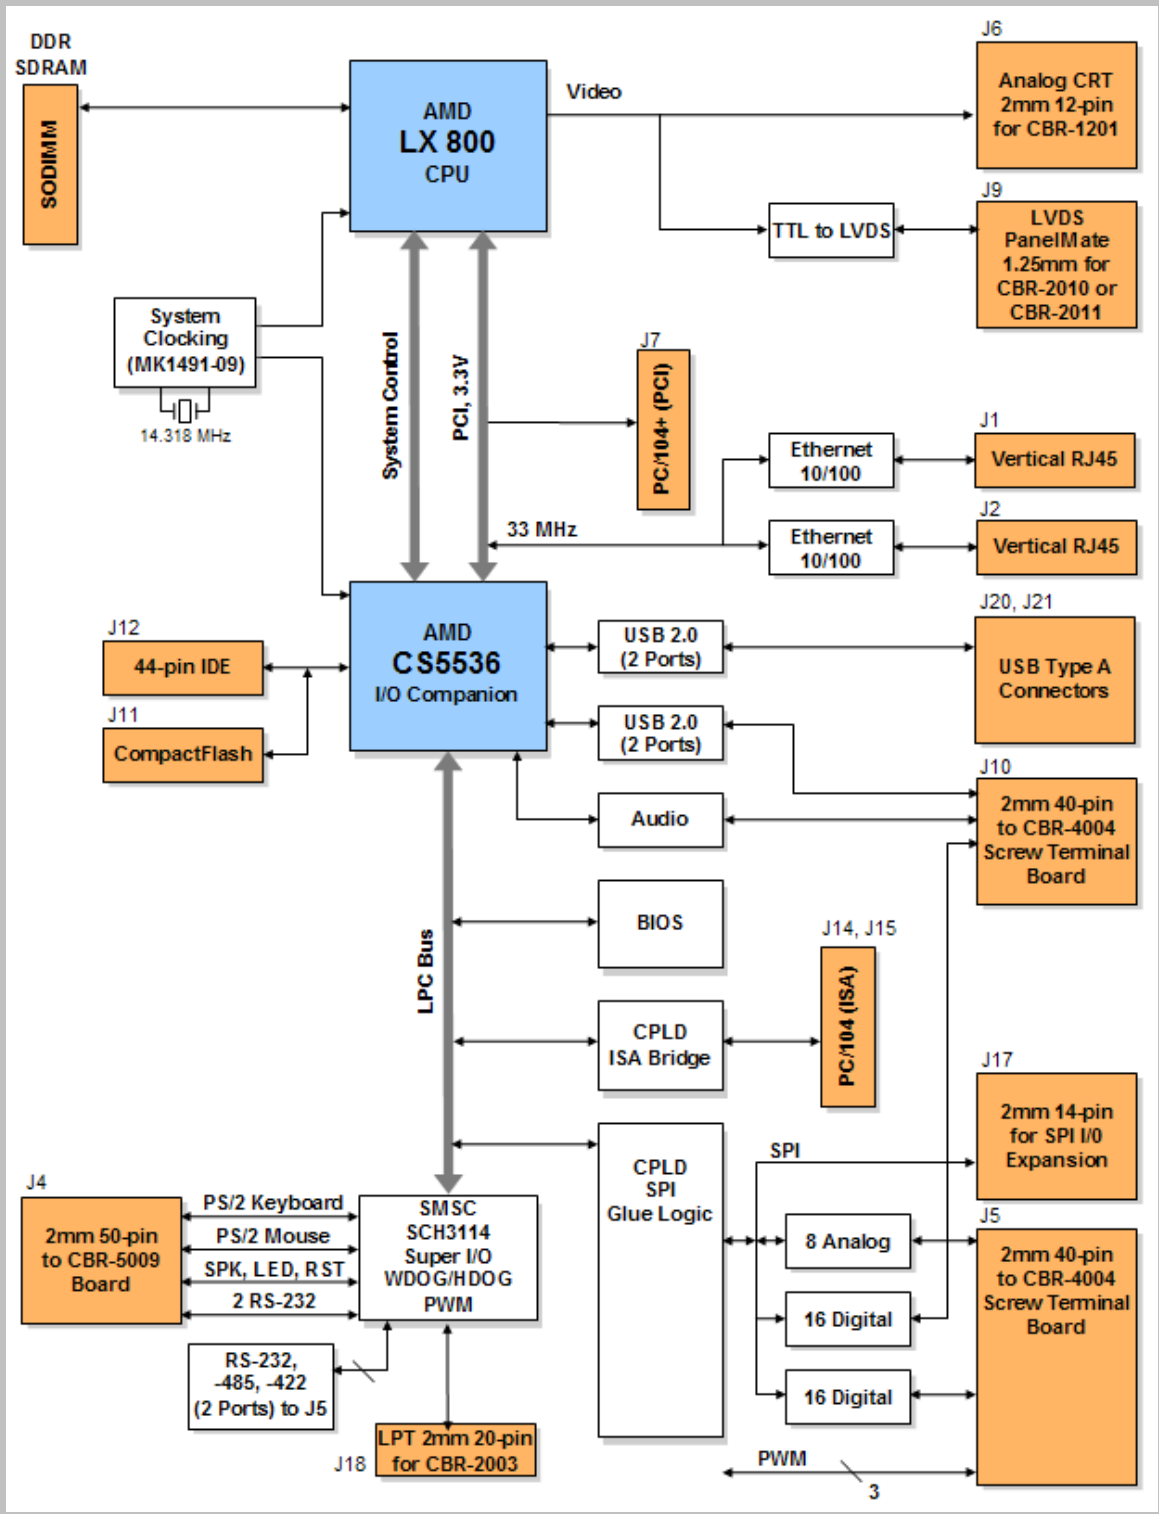 DDR
SDRAM
SODIMM
AMD
LX 800
CPU
Video
J6
Analog CRT
2mm 12-pin
for CBR-1201
J9
LVDS
PanelMate
1.25mm for
CBR-2010 or
CBR-2011
TTL to LVDS
System
Clocking
(MK1491-09)
14.318 MHz
System Control
PCI, 3.3V
J7
PC/104+ (PCI)
33 MHz
Ethernet
10/100
J1
Vertical RJ45
Ethernet
10/100
J2
Vertical RJ45
J12
44-pin IDE
J11
CompactFlash
AMD
CS5536
I/O Companion
USB 2.0
(2 Ports)
J20, J21
USB Type A
Connectors
USB 2.0
(2 Ports)
Audio
J10
2mm 40-pin
to CBR-4004
Screw Terminal
Board
LPC Bus
BIOS
CPLD
ISA Bridge
J14, J15
PC/104 (ISA)
CPLD
SPI
Glue Logic
SPI
J17
2mm 14-pin
for SPI I/0
Expansion
8 Analog
16 Digital
16 Digital
J5
2mm 40-pin
to CBR-4004
Screw Terminal
Board
PWM
3
J4
2mm 50-pin
to CBR-5009
Board
PS/2 Keyboard
PS/2 Mouse
SPK, LED, RST
2 RS-232
SMSC
SCH3114
Super I/O
WDOG/HDOG
PWM
RS-232,
-485, -422
(2 Ports) to J5
J18
LPT 2mm 20-pin
for CBR-2003